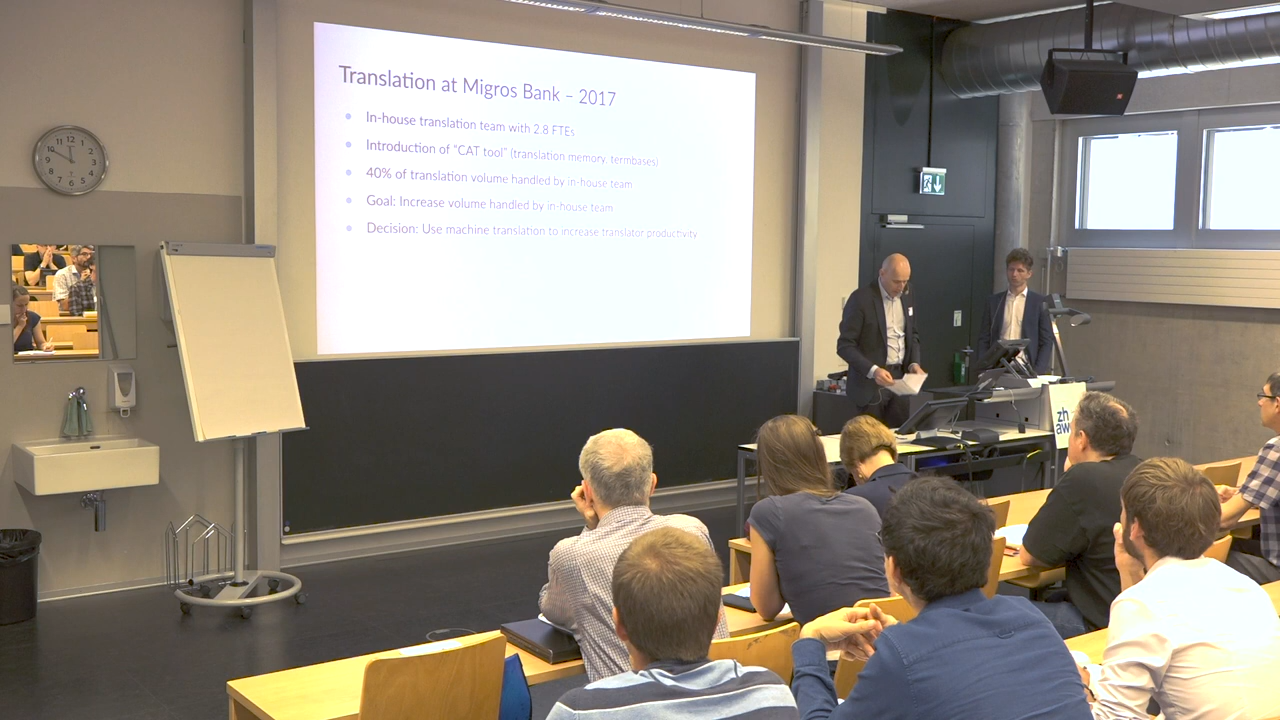 Translation at Migros Bank – 2017
• In-house translation team with 2.8 FTEs
• Introduction of "CAT tool" (translation memory, termbases)
• 40% of translation volume handled by in-house team
• Goal: Increase volume handled by in-house team
• Decision: Use machine translation to increase translator productivity
zh
aw